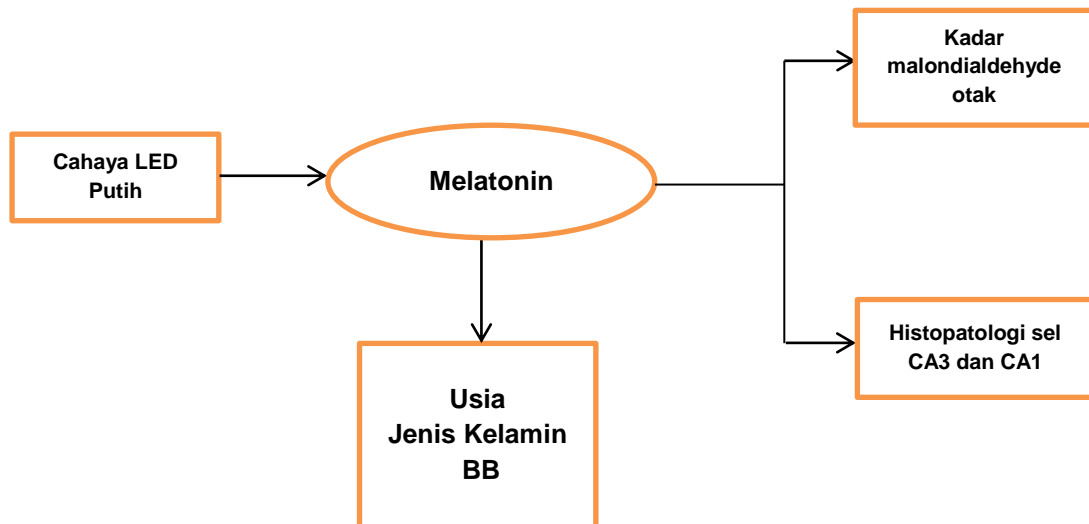 Cahaya LED
Putih
Melatonin
Kadar
malondialdehyde
otak
Histopatologi sel
CA3 dan CA1
Usia
Jenis Kelamin
BB